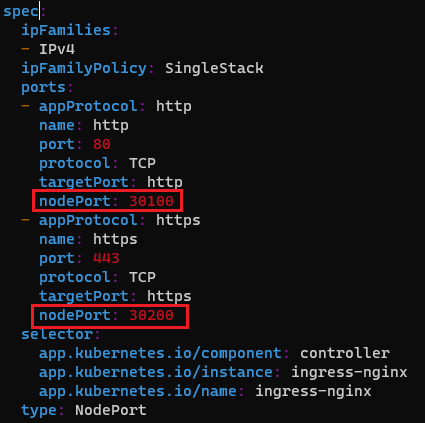 spec:
  ipFamilies:
  - IPv4
  ipFamilyPolicy: SingleStack
  ports:
  - appProtocol: http
    name: http
    port: 80
    protocol: TCP
    targetPort: http
    nodePort: 30100
  - appProtocol: https
    name: https
    port: 443
    protocol: TCP
    targetPort: https
    nodePort: 30200
  selector:
    app.kubernetes.io/component: controller
    app.kubernetes.io/instance: ingress-nginx
    app.kubernetes.io/name: ingress-nginx
  type: NodePort